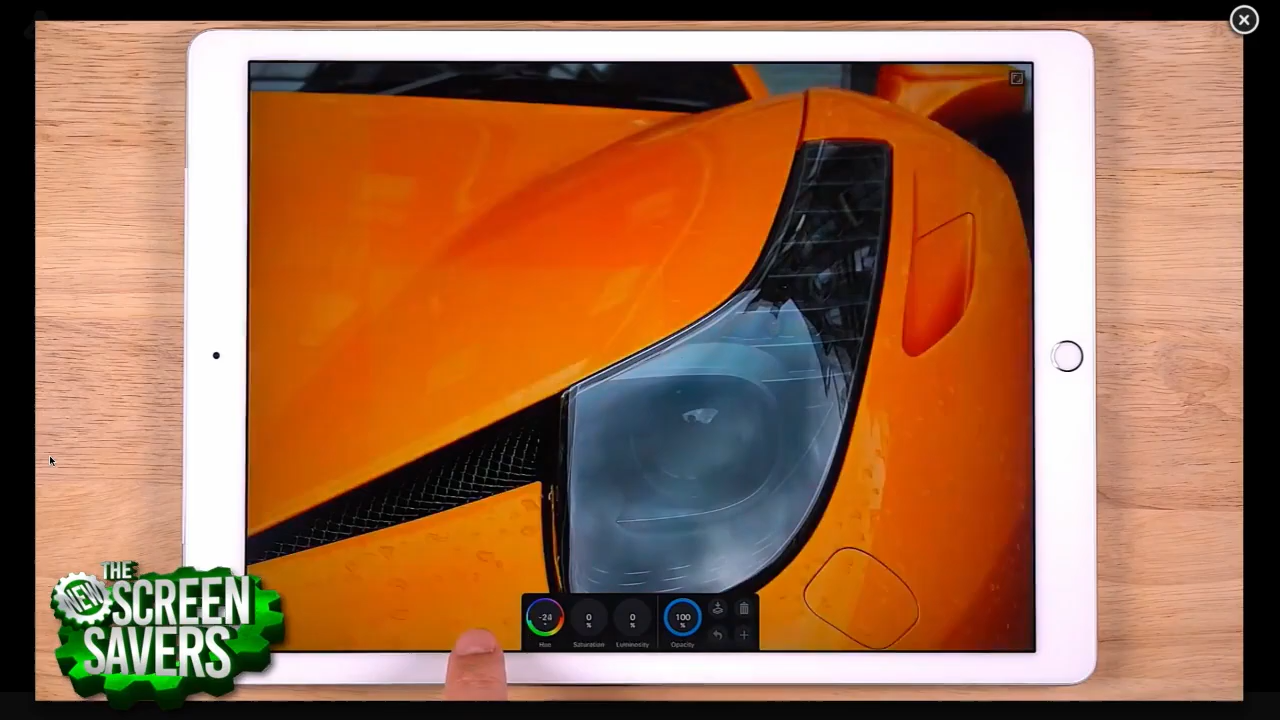 THE
NEW SCREEN
SAVERS
-24
°
Hue
0
%
Saturation
0
%
Luminosity
100
%
Opacity